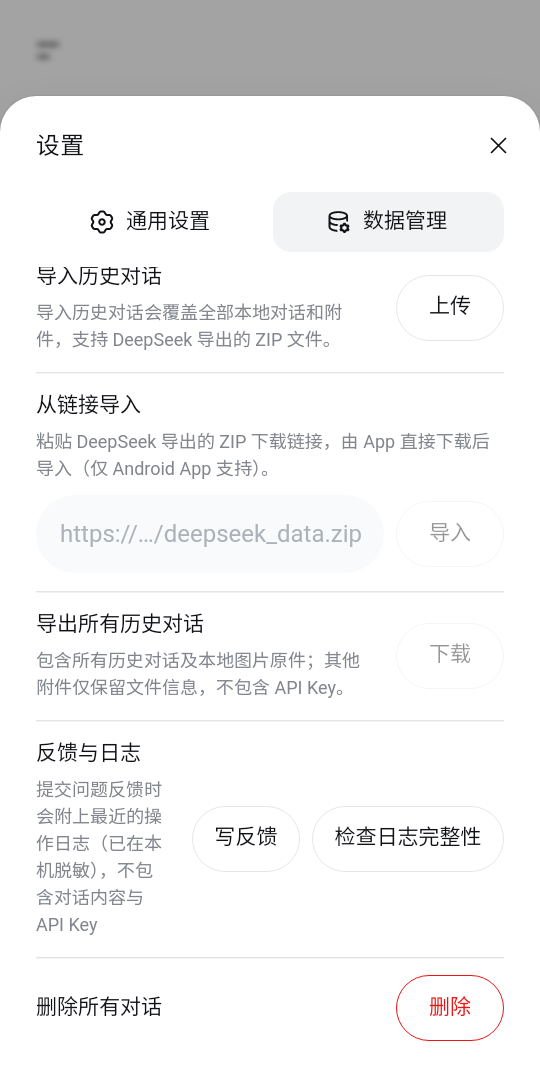 设置
通用设置
数据管理
导入历史对话
导入历史对话会覆盖全部本地对话和附
件，支持 DeepSeek 导出的 ZIP 文件。
上传
从链接导入
粘贴 DeepSeek 导出的 ZIP 下载链接，由 App 直接下载后
导入（仅 Android App 支持）。
https://.../deepseek_data.zip
导入
导出所有历史对话
包含所有历史对话及本地图片原件；其他
附件仅保留文件信息，不包含 API Key。
下载
反馈与日志
提交问题反馈时
会附上最近的操
作日志（已在本
机脱敏），不包
含对话内容与
API Key
写反馈
检查日志完整性
删除所有对话
删除